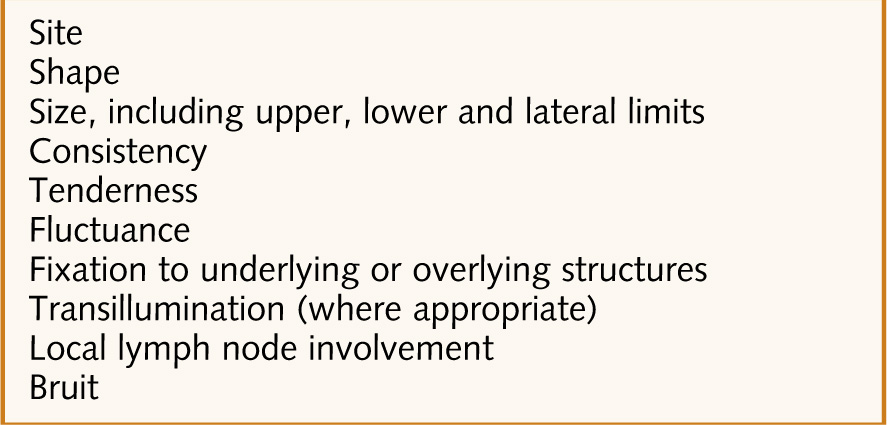 Site
Shape
Size, including upper, lower and lateral limits
Consistency
Tenderness
Fluctuance
Fixation to underlying or overlying structures
Transillumination (where appropriate)
Local lymph node involvement
Bruit